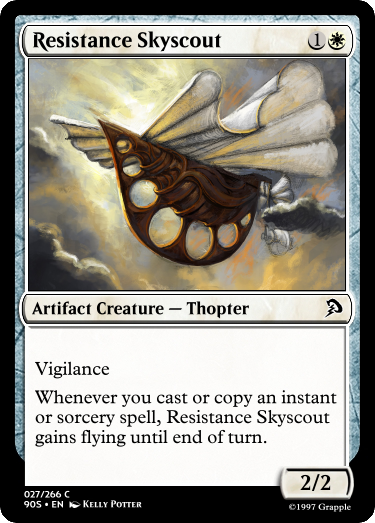 Resistance Skyscout 1
Artifact Creature — Thopter
Vigilance
Whenever you cast or copy an instant
or sorcery spell, Resistance Skyscout
gains flying until end of turn.
2/2
027/266 C
90S • EN Kelly Potter
©1997 Grapple